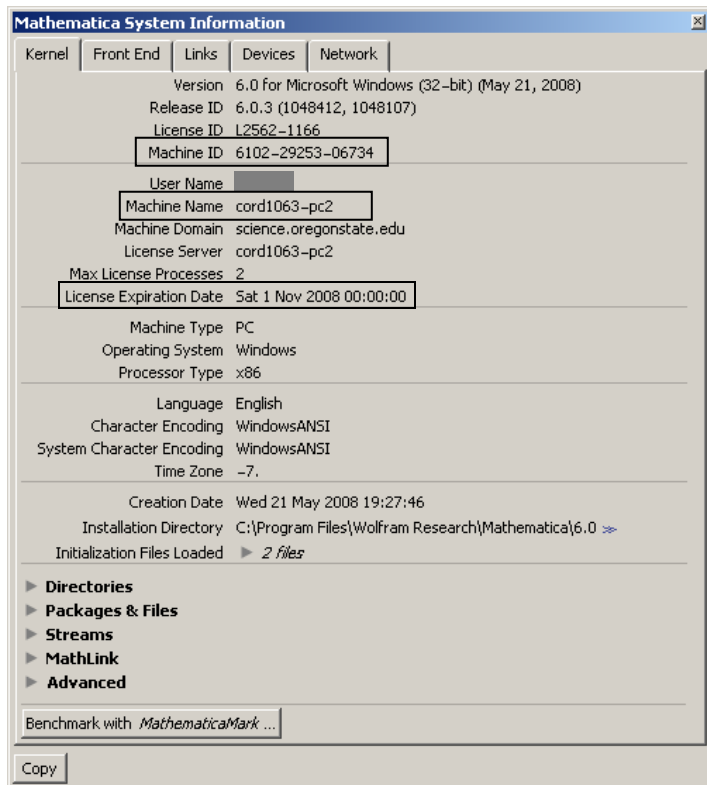 Mathematica System Information
Kernel Front End Links Devices Network
Version 6.0 for Microsoft Windows (32-bit) (May 21, 2008)
Release ID 6.0.3 (1048412, 1048107)
License ID L2562-1166
Machine ID 6102-29253-06734
User Name
Machine Name cord1063-pc2
Machine Domain science.oregonstate.edu
License Server cord1063-pc2
Max License Processes 2
License Expiration Date Sat 1 Nov 2008 00:00:00
Machine Type PC
Operating System Windows
Processor Type x86
Language English
Character Encoding WindowsANSI
System Character Encoding WindowsANSI
Time Zone -7.
Creation Date Wed 21 May 2008 19:27:46
Installation Directory C:\Program Files\Wolfram Research\Mathematica\6.0 >>
Initialization Files Loaded 2 files
Directories
Packages & Files
Streams
MathLink
Advanced
Benchmark with MathematicaMark ...
Copy